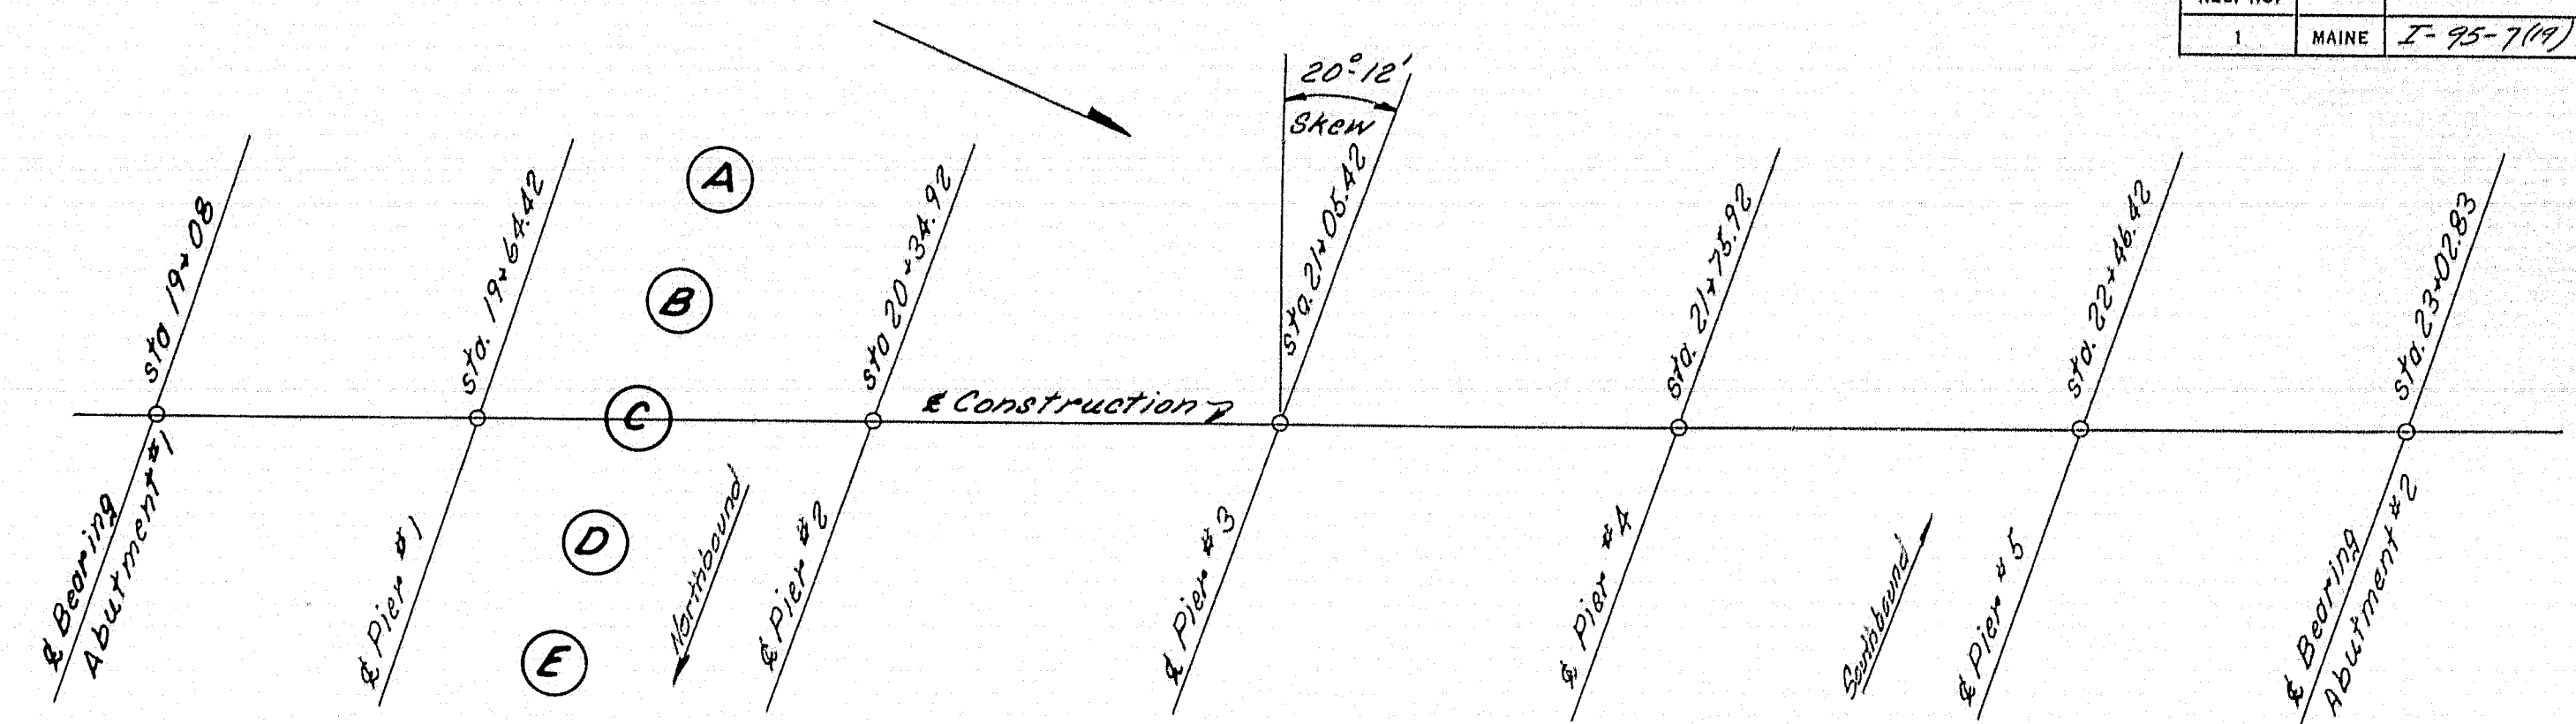 1 MAINE I-95-7(19)
20°-12'
Skew
sta 19+08
sta. 19+64.42
A
B
C
D
E
sta 20+34.92
℄ Construction
sta. 21+05.42
sta. 21+75.92
sta. 22+46.42
sta. 23+02.83
℄ Bearing
Abutment #1
℄ Pier #1
Northbound
℄ Pier #2
℄ Pier #3
℄ Pier #4
Southbound
℄ Pier #5
℄ Bearing
Abutment #2